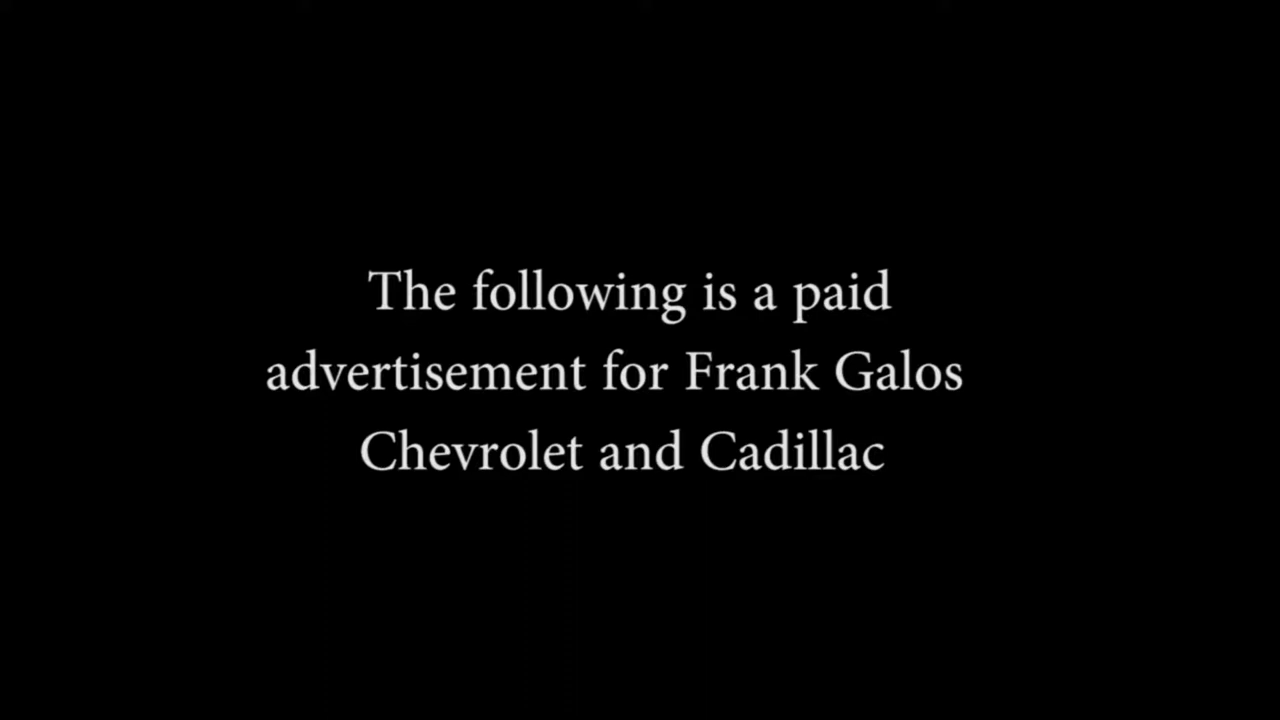 The following is a paid
advertisement for Frank Galos
Chevrolet and Cadillac